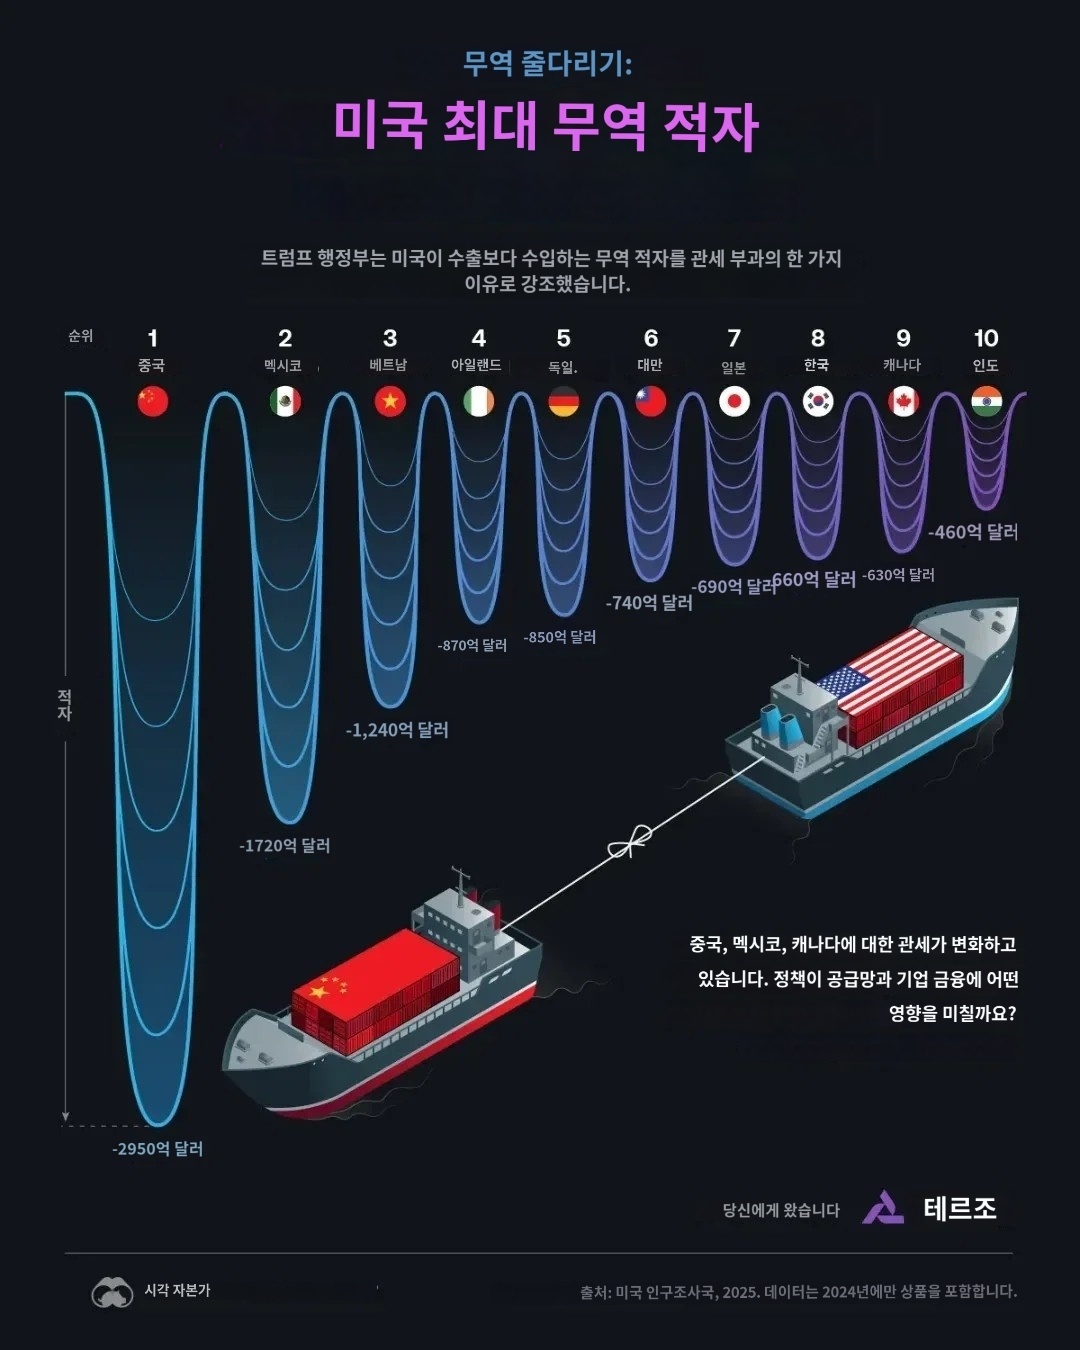 무역 줄다리기:
미국 최대 무역 적자
트럼프 행정부는 미국이 수출보다 수입하는 무역 적자를 관세 부과의 한 가지
이유로 강조했습니다.
순위 1 2 3 4 5 6 7 8 9 10
중국 멕시코 베트남 아일랜드 독일. 대만 일본 한국 캐나다 인도
-460억 달러
-630억 달러
660억 달러
-690억 달러
-740억 달러
-850억 달러
-870억 달러
적자
-1,240억 달러
-1720억 달러
중국, 멕시코, 캐나다에 대한 관세가 변화하고
있습니다. 정책이 공급망과 기업 금융에 어떤
영향을 미칠까요?
-2950억 달러
당신에게 왔습니다 테르조
시각 자본가
출처: 미국 인구조사국, 2025. 데이터는 2024년에만 상품을 포함합니다.